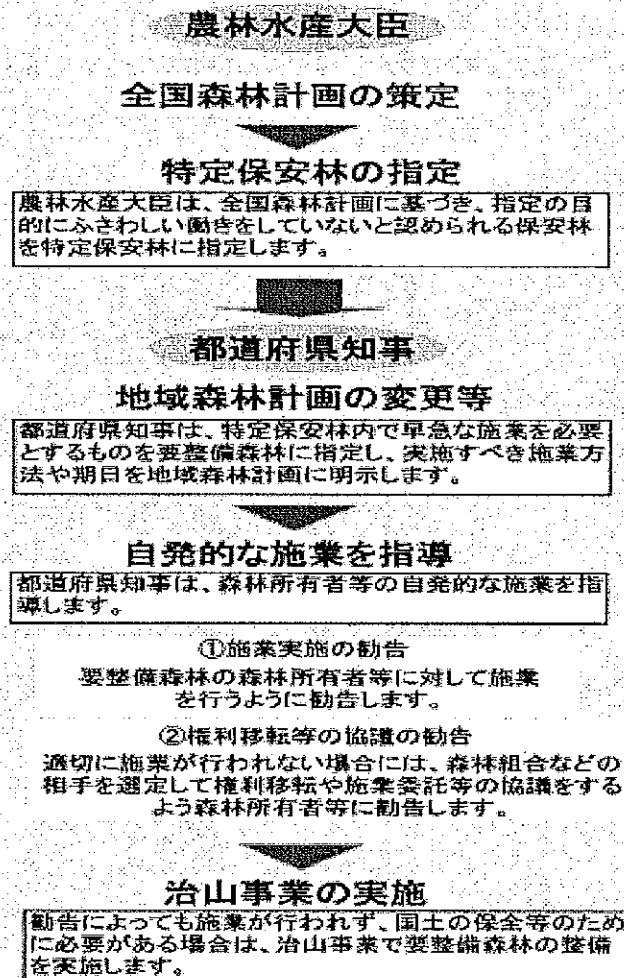 農林水産大臣
全国森林計画の策定
特定保安林の指定
農林水産大臣は、全国森林計画に基づき、指定の目
的にふさわしい働きをしていないと認められる保安林
を特定保安林に指定します。
都道府県知事
地域森林計画の変更等
都道府県知事は、特定保安林内で早急な施業を必要
とするものを要整備森林に指定し、実施すべき施業方
法や期日を地域森林計画に明示します。
自発的な施業を指導
都道府県知事は、森林所有者等の自発的な施業を指
導します。
①施業実施の勧告
要整備森林の森林所有者等に対して施業
を行うように勧告します。
②権利移転等の協議の勧告
適切に施業が行われない場合には、森林組合などの
相手を選定して権利移転や施業委託等の協議をする
よう森林所有者等に勧告します。
治山事業の実施
勧告によっても施業が行われず、国土の保全等のため
に必要がある場合は、治山事業で要整備森林の整備
を実施します。